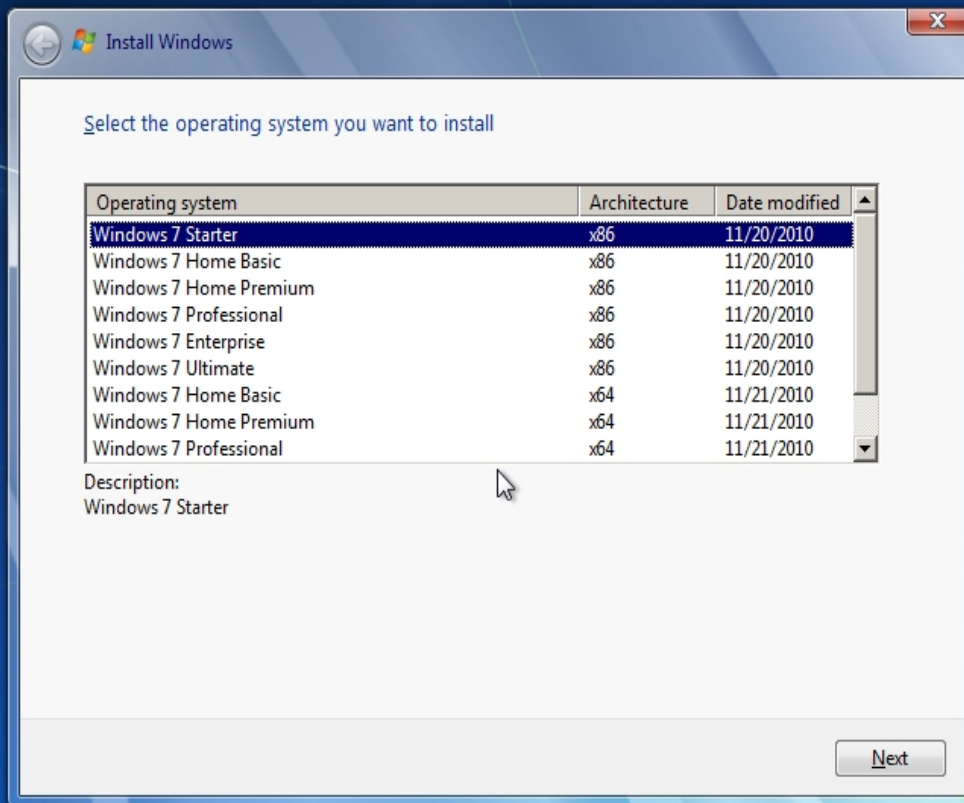 Install Windows
X
Select the operating system you want to install
Operating system Architecture Date modified
Windows 7 Starter x86 11/20/2010
Windows 7 Home Basic x86 11/20/2010
Windows 7 Home Premium x86 11/20/2010
Windows 7 Professional x86 11/20/2010
Windows 7 Enterprise x86 11/20/2010
Windows 7 Ultimate x86 11/20/2010
Windows 7 Home Basic x64 11/21/2010
Windows 7 Home Premium x64 11/21/2010
Windows 7 Professional x64 11/21/2010
Description:
Windows 7 Starter
Next